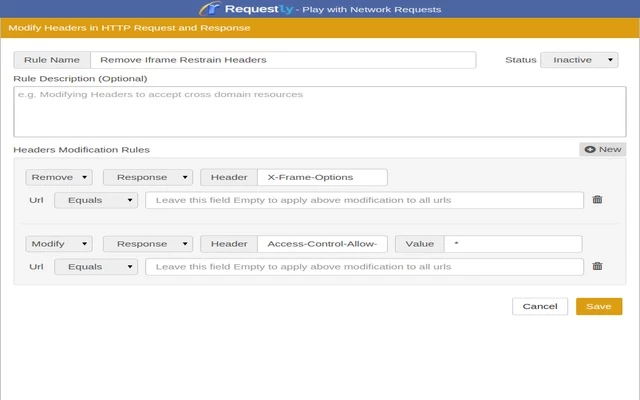 Requestly - Play with Network Requests
Modify Headers in HTTP Request and Response
Rule Name Remove Iframe Restrain Headers Status Inactive
Rule Description (Optional)
e.g. Modifying Headers to accept cross domain resources
Headers Modification Rules New
Remove Response Header X-Frame-Options
Url Equals Leave this field Empty to apply above modification to all urls
Modify Response Header Access-Control-Allow- Value *
Url Equals Leave this field Empty to apply above modification to all urls
Cancel Save